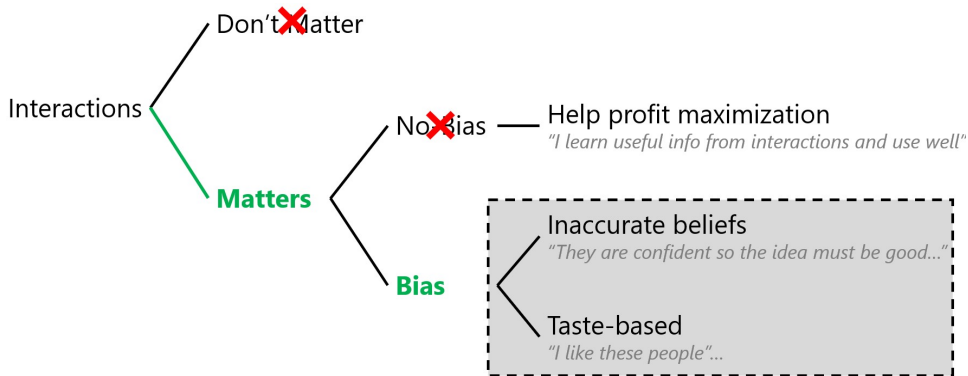 Don't Matter
Interactions
Matters
No Bias
Help profit maximization
"I learn useful info from interactions and use well"
Bias
Inaccurate beliefs
"They are confident so the idea must be good..."
Taste-based
"I like these people"...